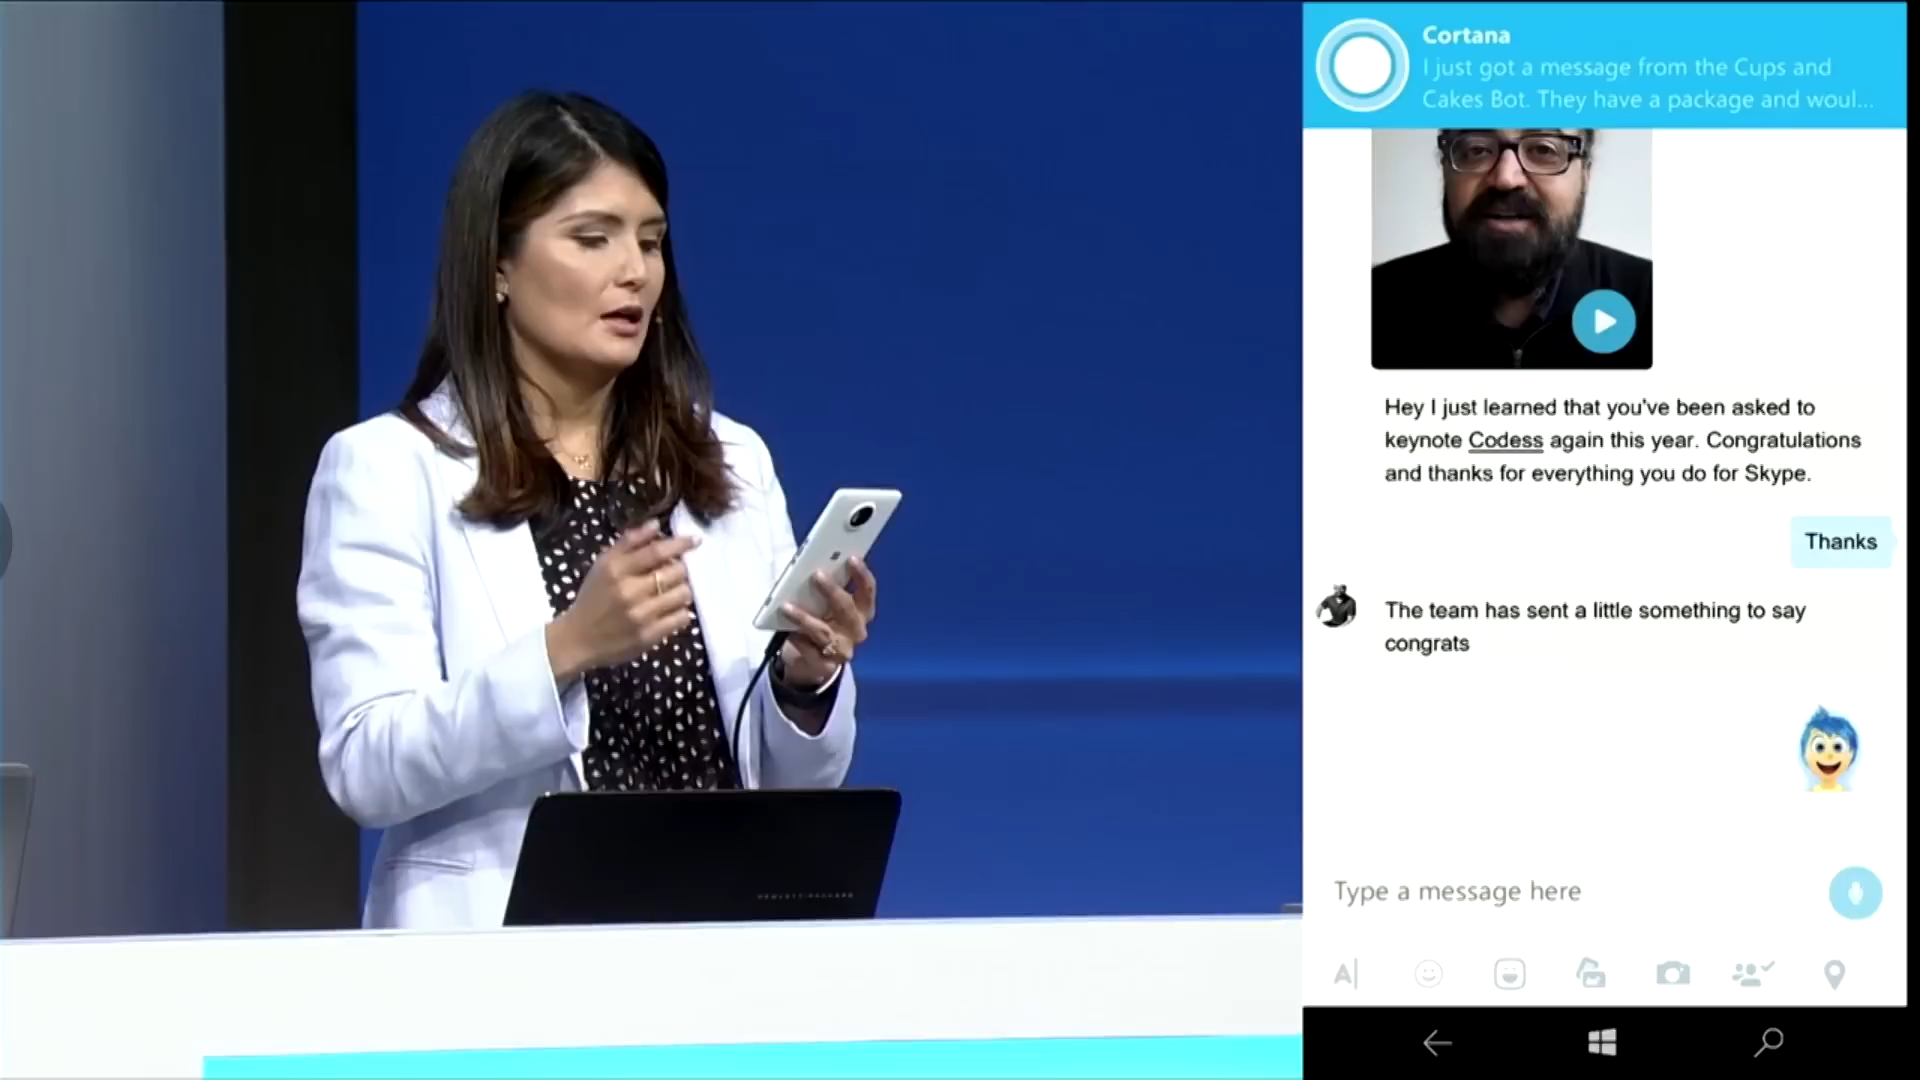 Cortana
I just got a message from the Cups and
Cakes Bot. They have a package and woul...
Hey I just learned that you've been asked to
keynote Codess again this year. Congratulations
and thanks for everything you do for Skype.
Thanks
The team has sent a little something to say
congrats
Type a message here
A
HEWLETT-PACKARD